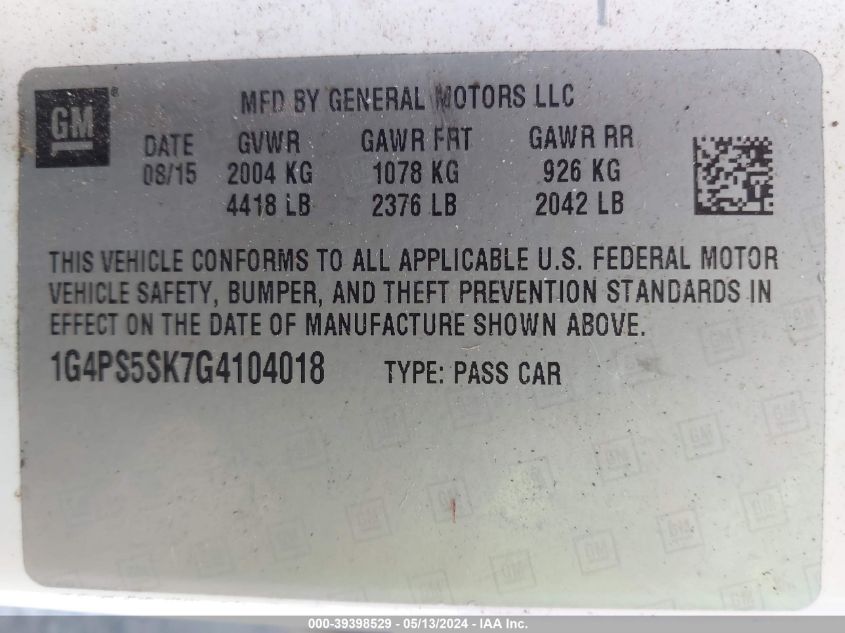 GM®
MFD BY GENERAL MOTORS LLC
DATE GVWR GAWR FRT GAWR RR
08/15 2004 KG 1078 KG 926 KG
4418 LB 2376 LB 2042 LB
THIS VEHICLE CONFORMS TO ALL APPLICABLE U.S. FEDERAL MOTOR
VEHICLE SAFETY, BUMPER, AND THEFT PREVENTION STANDARDS IN
EFFECT ON THE DATE OF MANUFACTURE SHOWN ABOVE.
1G4PS5SK7G4104018 TYPE: PASS CAR
000-39398529 - 05/13/2024 - IAA Inc.